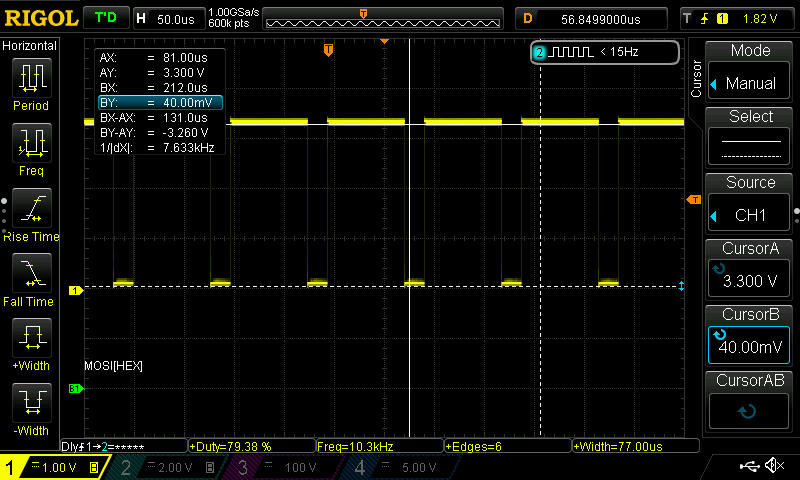 RIGOL T'D H 50.0us 1.00GSa/s 600k pts T D 56.8499000us T 1 1.82 V
Horizontal
Period
Freq
Rise Time
Fall Time
+Width
-Width
AX: = 81.00us
AY: = 3.300 V
BX: = 212.0us
BY: = 40.00mV
BX-AX: = 131.0us
BY-AY: = -3.260 V
1/|dX|: = 7.633kHz
T
2 < 15Hz
T
1
MOSI[HEX]
B1
Cursor
Mode
Manual
Select
Source
CH1
CursorA
3.300 V
CursorB
40.00mV
CursorAB
Dly 1→2=***** +Duty=79.38 % Freq=10.3kHz +Edges=6 +Width=77.00us
1 = 1.00 V B 2 = 2.00 V B 3 = 100 V 4 = 5.00 V